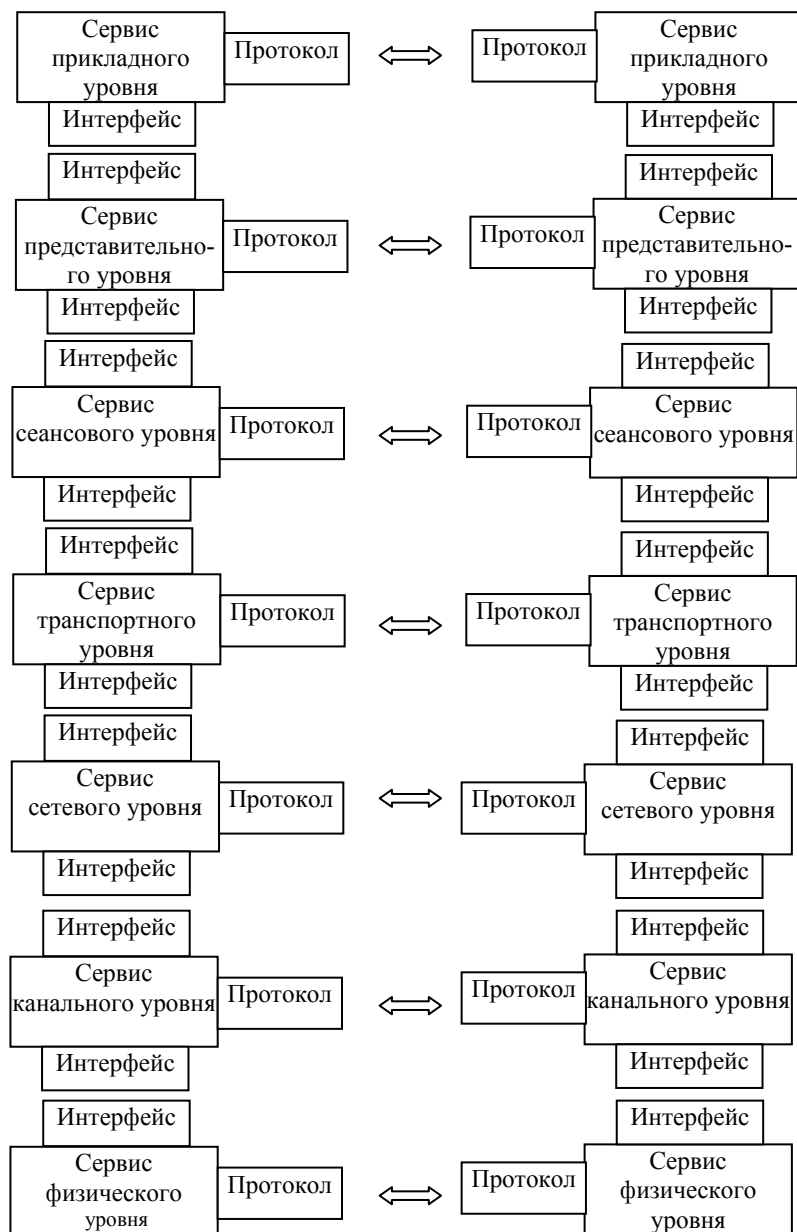 Сервис
прикладного
уровня
Протокол
Протокол
Сервис
прикладного
уровня
Интерфейс
Интерфейс
Интерфейс
Интерфейс
Сервис
представительно-
го уровня
Протокол
Протокол
Сервис
представительно-
го уровня
Интерфейс
Интерфейс
Интерфейс
Интерфейс
Сервис
сеансового уровня
Протокол
Протокол
Сервис
сеансового уровня
Интерфейс
Интерфейс
Интерфейс
Интерфейс
Сервис
транспортного
уровня
Протокол
Протокол
Сервис
транспортного
уровня
Интерфейс
Интерфейс
Интерфейс
Интерфейс
Сервис
сетевого уровня
Протокол
Протокол
Сервис
сетевого уровня
Интерфейс
Интерфейс
Интерфейс
Интерфейс
Сервис
канального уровня
Протокол
Протокол
Сервис
канального уровня
Интерфейс
Интерфейс
Интерфейс
Интерфейс
Сервис
физического
уровня
Протокол
Протокол
Сервис
физического
уровня